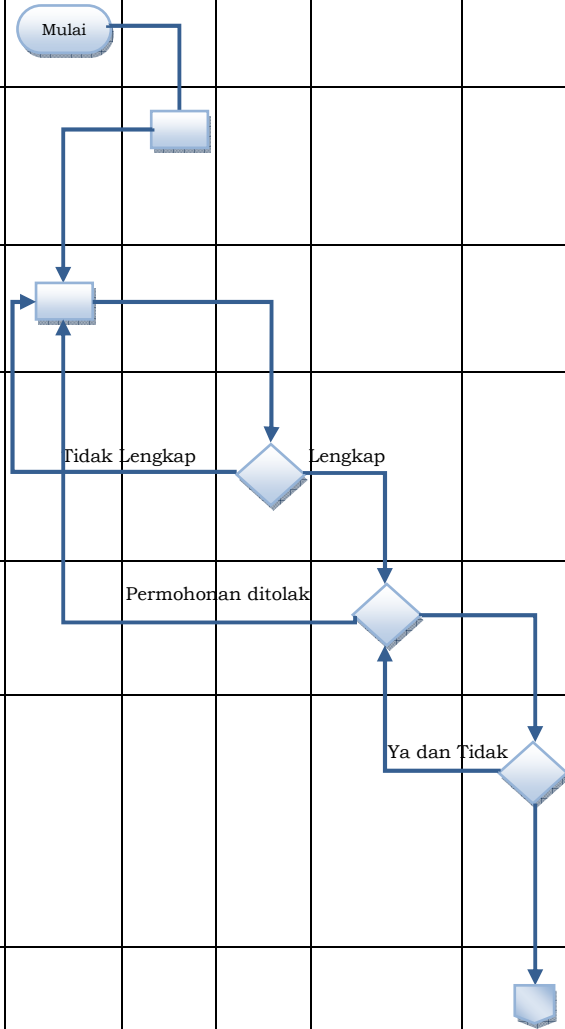 Mulai
Tidak Lengkap
Lengkap
Permohonan ditolak
Ya dan Tidak